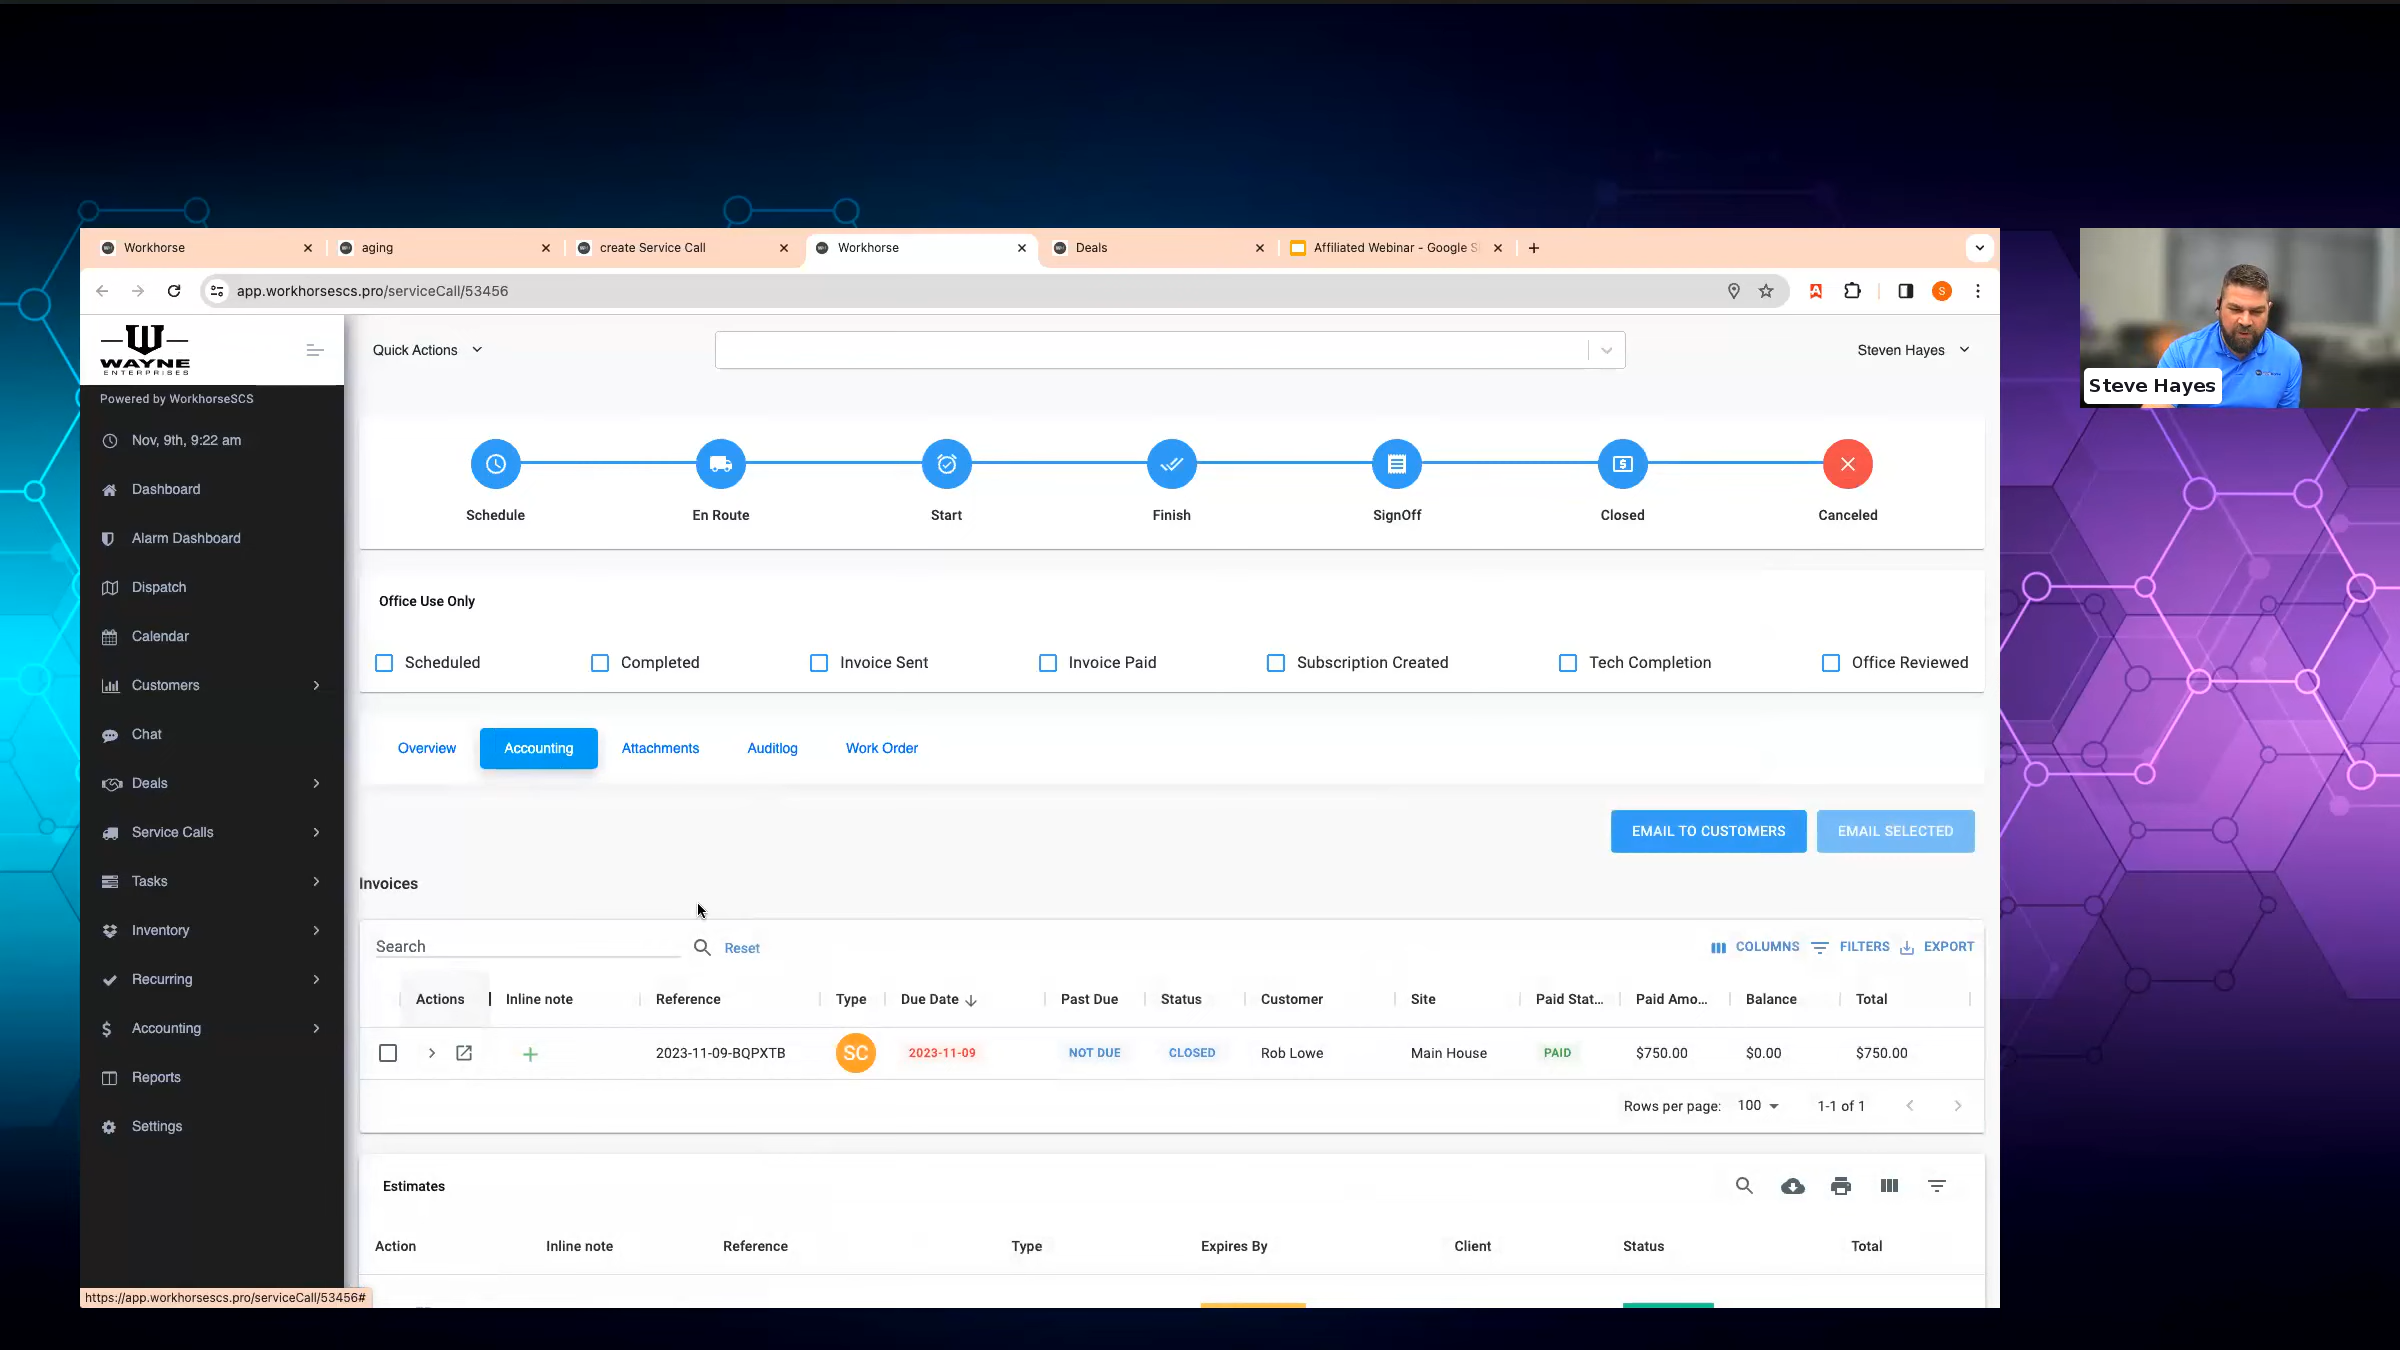 Workhorse
aging
create Service Call
Workhorse
Deals
Affiliated Webinar - Google S
app.workhorsescs.pro/serviceCall/53456
S
WAYNE
ENTERPRISES
Powered by WorkhorseSCS
Nov, 9th, 9:22 am
Dashboard
Alarm Dashboard
Dispatch
Calendar
Customers
Chat
Deals
Service Calls
Tasks
Inventory
Recurring
Accounting
Reports
Settings
https://app.workhorsescs.pro/serviceCall/53456#
Quick Actions
Steven Hayes
Schedule
En Route
Start
Finish
SignOff
Closed
Canceled
Office Use Only
Scheduled
Completed
Invoice Sent
Invoice Paid
Subscription Created
Tech Completion
Office Reviewed
Overview
Accounting
Attachments
Auditlog
Work Order
EMAIL TO CUSTOMERS
EMAIL SELECTED
Invoices
Search
Reset
COLUMNS
FILTERS
EXPORT
Actions Inline note Reference Type Due Date Past Due Status Customer Site Paid Stat... Paid Amo... Balance Total
2023-11-09-BQPXTB SC 2023-11-09 NOT DUE CLOSED Rob Lowe Main House PAID $750.00 $0.00 $750.00
Rows per page: 100 1-1 of 1
Estimates
Action Inline note Reference Type Expires By Client Status Total
Steve Hayes